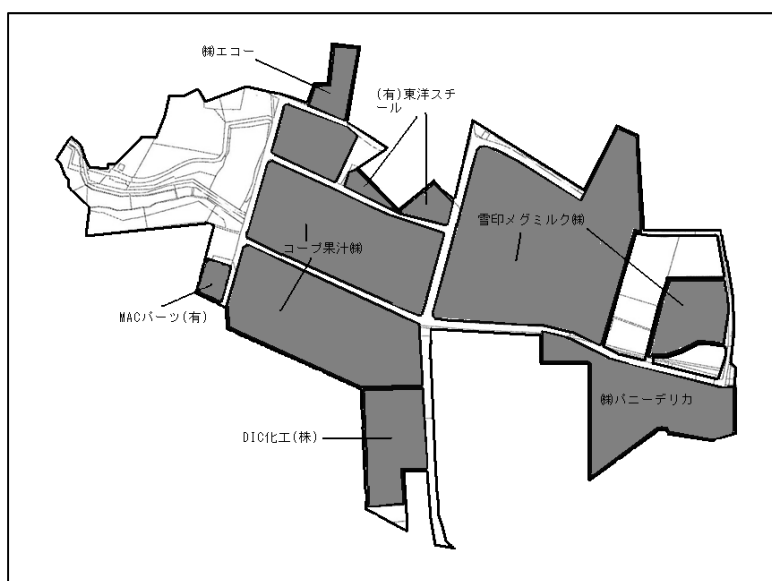 ㈱エコー
(有)東洋スチ
ール
雪印メグミルク㈱
コープ果汁㈱
MACパーツ(有)
㈱バニーデリカ
DIC化工(株)